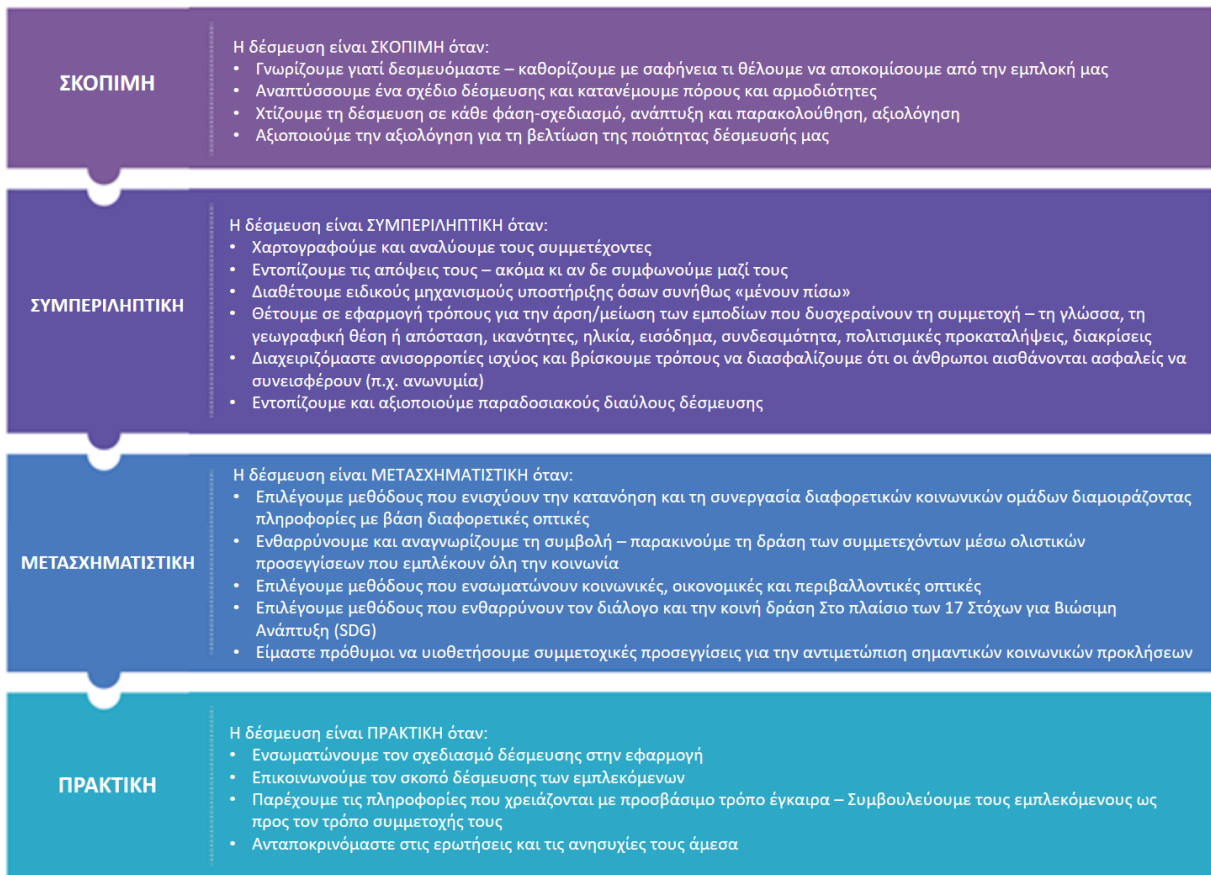 ΣΚΟΠΙΜΗ
Η δέσμευση είναι ΣΚΟΠΙΜΗ όταν:
• Γνωρίζουμε γιατί δεσμευόμαστε – καθορίζουμε με σαφήνεια τι θέλουμε να αποκομίσουμε από την εμπλοκή μας
• Αναπτύσσουμε ένα σχέδιο δέσμευσης και κατανέμουμε πόρους και αρμοδιότητες
• Χτίζουμε τη δέσμευση σε κάθε φάση-σχεδιασμό, ανάπτυξη και παρακολούθηση, αξιολόγηση
• Αξιοποιούμε την αξιολόγηση για τη βελτίωση της ποιότητας δέσμευσής μας
ΣΥΜΠΕΡΙΛΗΠΤΙΚΗ
Η δέσμευση είναι ΣΥΜΠΕΡΙΛΗΠΤΙΚΗ όταν:
• Χαρτογραφούμε και αναλύουμε τους συμμετέχοντες
• Εντοπίζουμε τις απόψεις τους – ακόμα κι αν δε συμφωνούμε μαζί τους
• Διαθέτουμε ειδικούς μηχανισμούς υποστήριξης όσων συνήθως «μένουν πίσω»
• Θέτουμε σε εφαρμογή τρόπους για την άρση/μείωση των εμποδίων που δυσχεραίνουν τη συμμετοχή – τη γλώσσα, τη
γεωγραφική θέση ή απόσταση, ικανότητες, ηλικία, εισόδημα, συνδεσιμότητα, πολιτισμικές προκαταλήψεις, διακρίσεις
• Διαχειριζόμαστε ανισορροπίες ισχύος και βρίσκουμε τρόπους να διασφαλίζουμε ότι οι άνθρωποι αισθάνονται ασφαλείς να
συνεισφέρουν (π.χ. ανωνυμία)
• Εντοπίζουμε και αξιοποιούμε παραδοσιακούς διαύλους δέσμευσης
ΜΕΤΑΣΧΗΜΑΤΙΣΤΙΚΗ
Η δέσμευση είναι ΜΕΤΑΣΧΗΜΑΤΙΣΤΙΚΗ όταν:
• Επιλέγουμε μεθόδους που ενισχύουν την κατανόηση και τη συνεργασία διαφορετικών κοινωνικών ομάδων διαμοιράζοντας
πληροφορίες με βάση διαφορετικές οπτικές
• Ενθαρρύνουμε και αναγνωρίζουμε τη συμβολή – παρακινούμε τη δράση των συμμετεχόντων μέσω ολιστικών
προσεγγίσεων που εμπλέκουν όλη την κοινωνία
• Επιλέγουμε μεθόδους που ενσωματώνουν κοινωνικές, οικονομικές και περιβαλλοντικές οπτικές
• Επιλέγουμε μεθόδους που ενθαρρύνουν τον διάλογο και την κοινή δράση Στο πλαίσιο των 17 Στόχων για Βιώσιμη
Ανάπτυξη (SDG)
• Είμαστε πρόθυμοι να υιοθετήσουμε συμμετοχικές προσεγγίσεις για την αντιμετώπιση σημαντικών κοινωνικών προκλήσεων
ΠΡΑΚΤΙΚΗ
Η δέσμευση είναι ΠΡΑΚΤΙΚΗ όταν:
• Ενσωματώνουμε τον σχεδιασμό δέσμευσης στην εφαρμογή
• Επικοινωνούμε τον σκοπό δέσμευσης των εμπλεκόμενων
• Παρέχουμε τις πληροφορίες που χρειάζονται με προσβάσιμο τρόπο έγκαιρα – Συμβουλεύουμε τους εμπλεκόμενους ως
προς τον τρόπο συμμετοχής τους
• Ανταποκρινόμαστε στις ερωτήσεις και τις ανησυχίες τους άμεσα